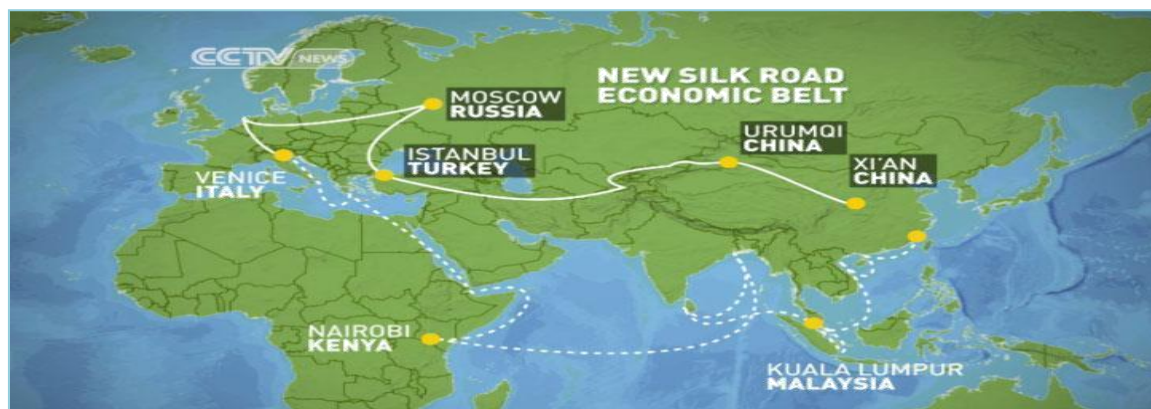 CCTV NEWS
NEW SILK ROAD
ECONOMIC BELT
MOSCOW
RUSSIA
URUMQI
CHINA
ISTANBUL
TURKEY
XI'AN
CHINA
VENICE
ITALY
NAIROBI
KENYA
KUALA LUMPUR
MALAYSIA